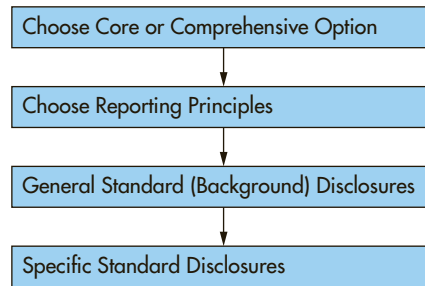 Choose Core or Comprehensive Option
Choose Reporting Principles
General Standard (Background) Disclosures
Specific Standard Disclosures